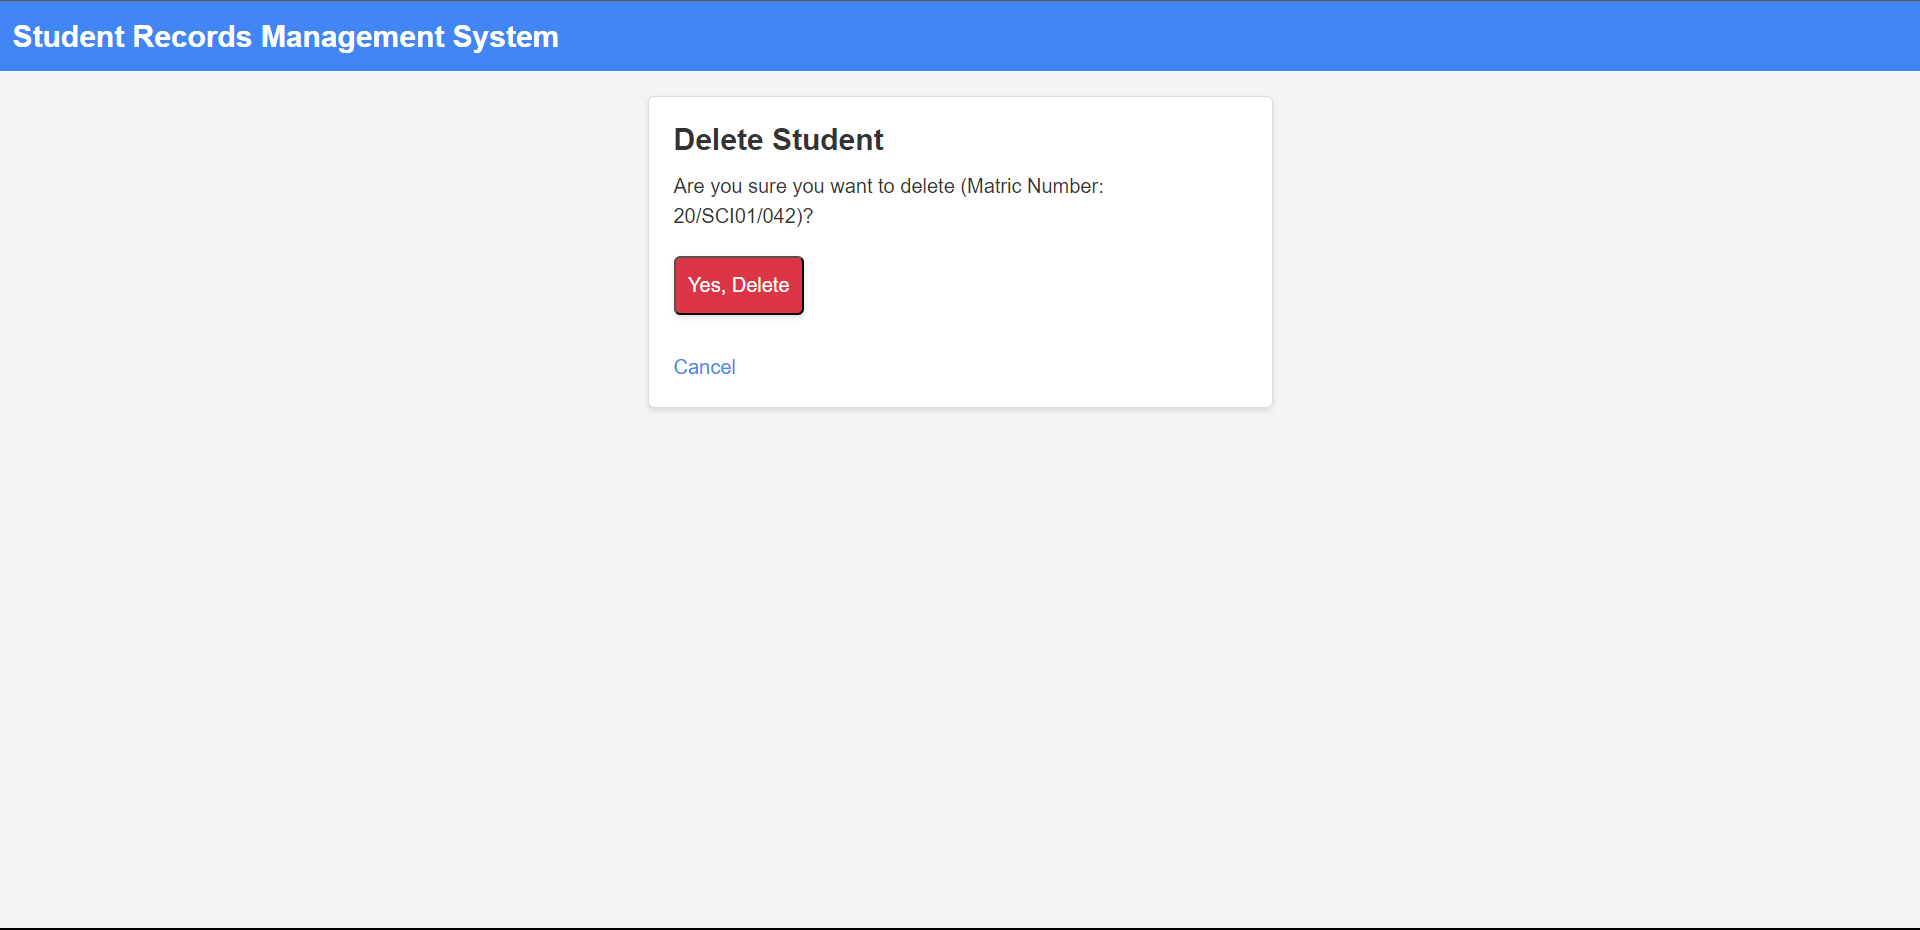 Student Records Management System
Delete Student
Are you sure you want to delete (Matric Number:
20/SCI01/042)?
Yes, Delete
Cancel